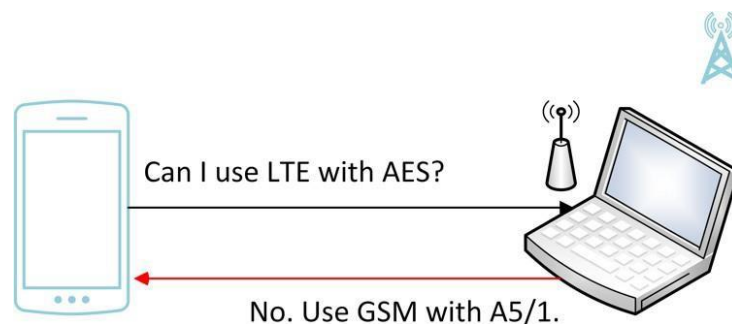 Can I use LTE with AES?
No. Use GSM with A5/1.